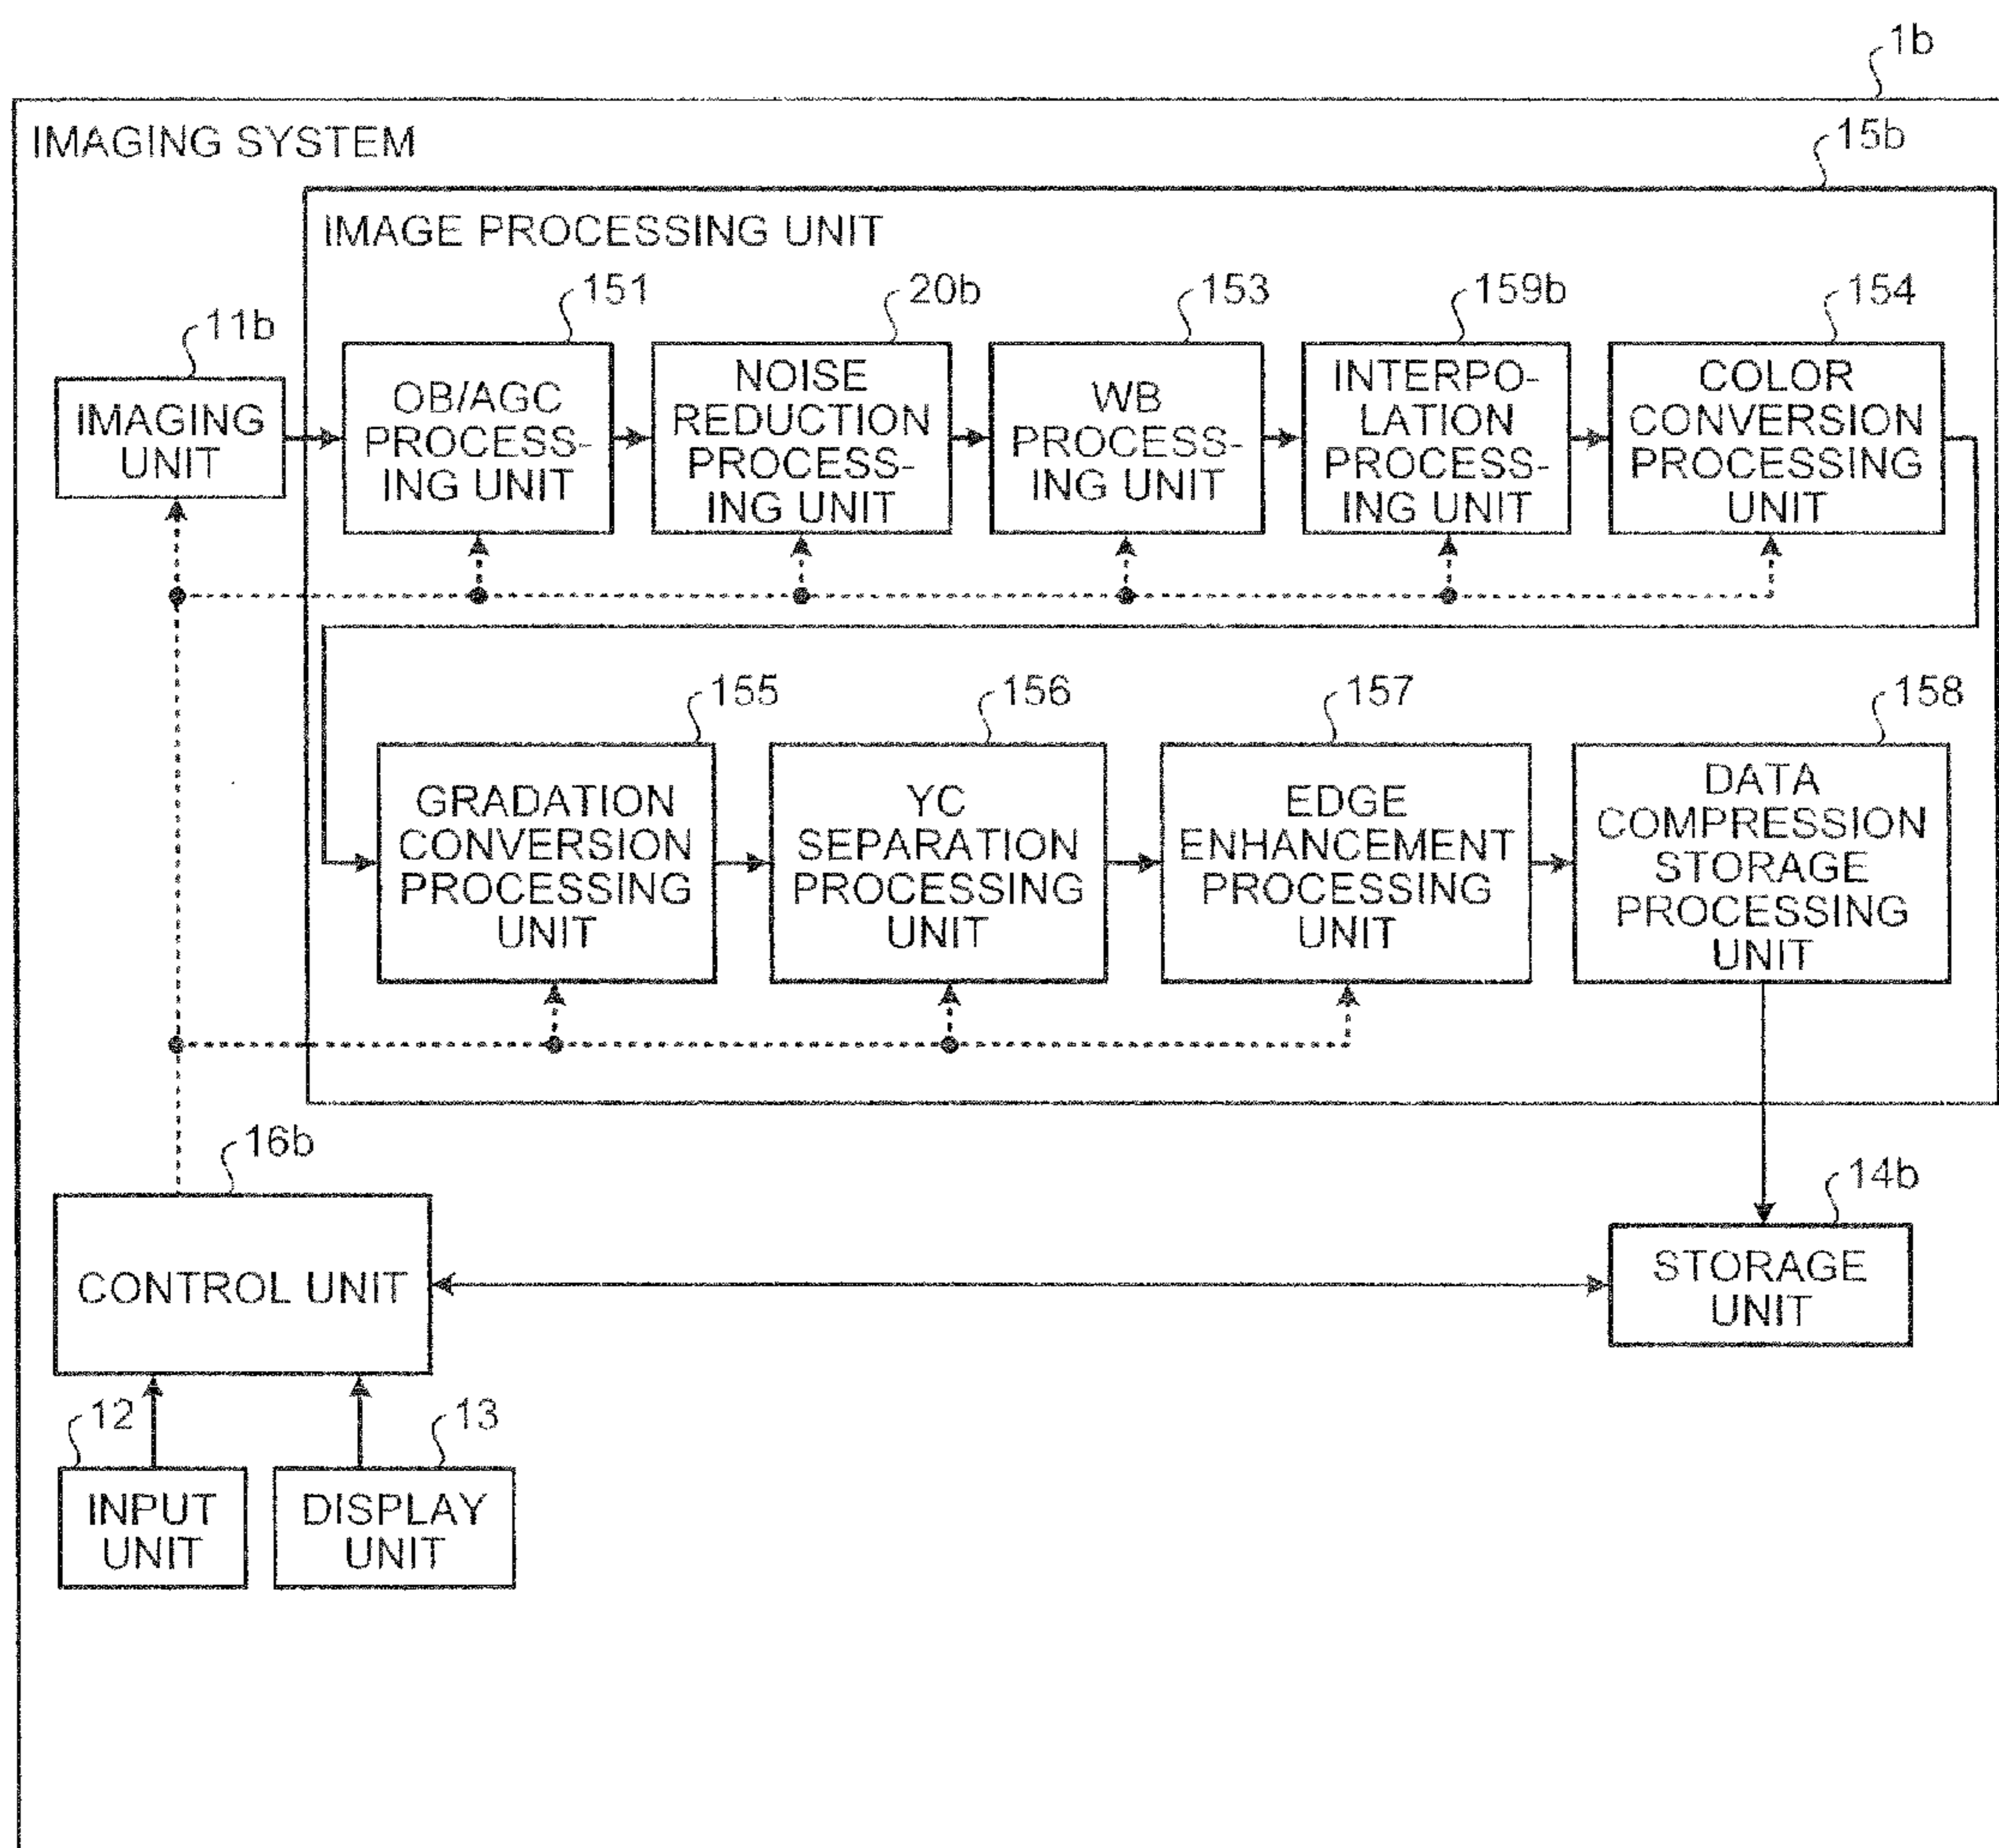 1b
IMAGING SYSTEM
15b
IMAGE PROCESSING UNIT
11b
IMAGING
UNIT
151
OB/AGC
PROCESS-
ING UNIT
20b
NOISE
REDUCTION
PROCESS-
ING UNIT
153
WB
PROCESS-
ING UNIT
159b
INTERPO-
LATION
PROCESS-
ING UNIT
154
COLOR
CONVERSION
PROCESSING
UNIT
155
GRADATION
CONVERSION
PROCESSING
UNIT
156
YC
SEPARATION
PROCESSING
UNIT
157
EDGE
ENHANCEMENT
PROCESSING
UNIT
158
DATA
COMPRESSION
STORAGE
PROCESSING
UNIT
16b
CONTROL UNIT
14b
STORAGE
UNIT
12
INPUT
UNIT
13
DISPLAY
UNIT